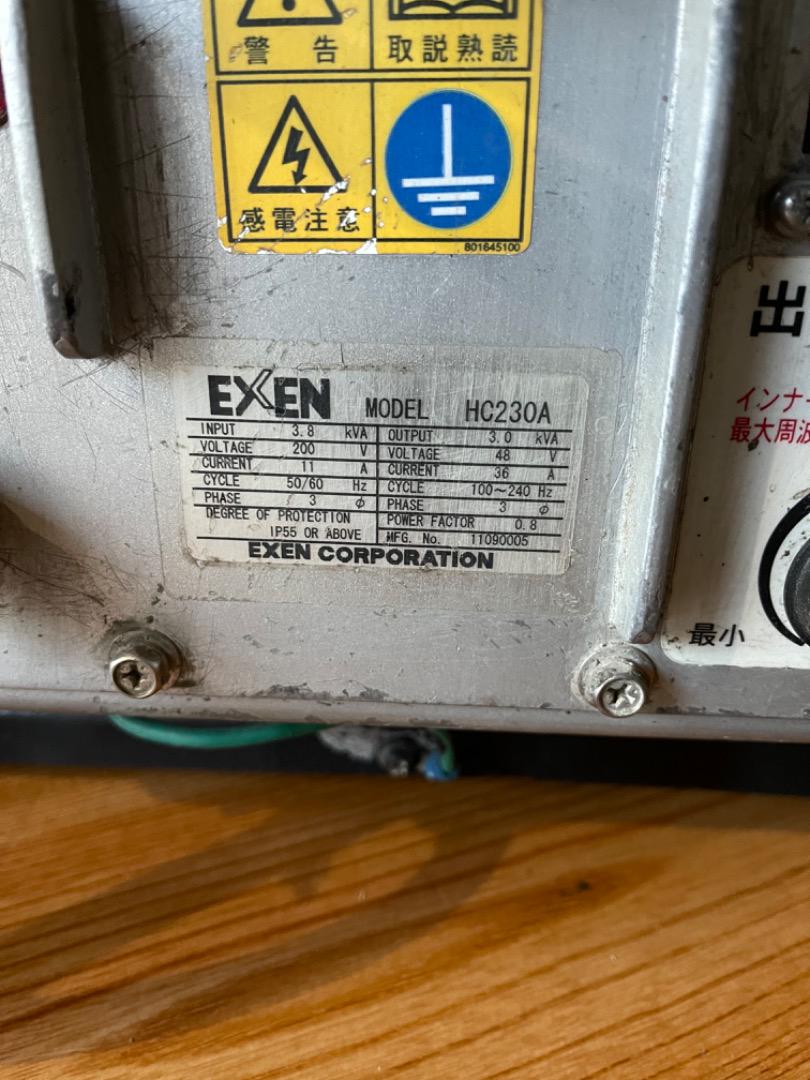 警告 取説熟読
感電注意
801645100
EXEN MODEL HC230A
INPUT 3.8 kVA OUTPUT 3.0 kVA
VOLTAGE 200 V VOLTAGE 48 V
CURRENT 11 A CURRENT 36 A
CYCLE 50/60 Hz CYCLE 100～240 Hz
PHASE 3 φ PHASE 3 φ
DEGREE OF PROTECTION POWER FACTOR 0.8
IP55 OR ABOVE MFG. No. 11090005
EXEN CORPORATION
出
インナー
最大周波
最小